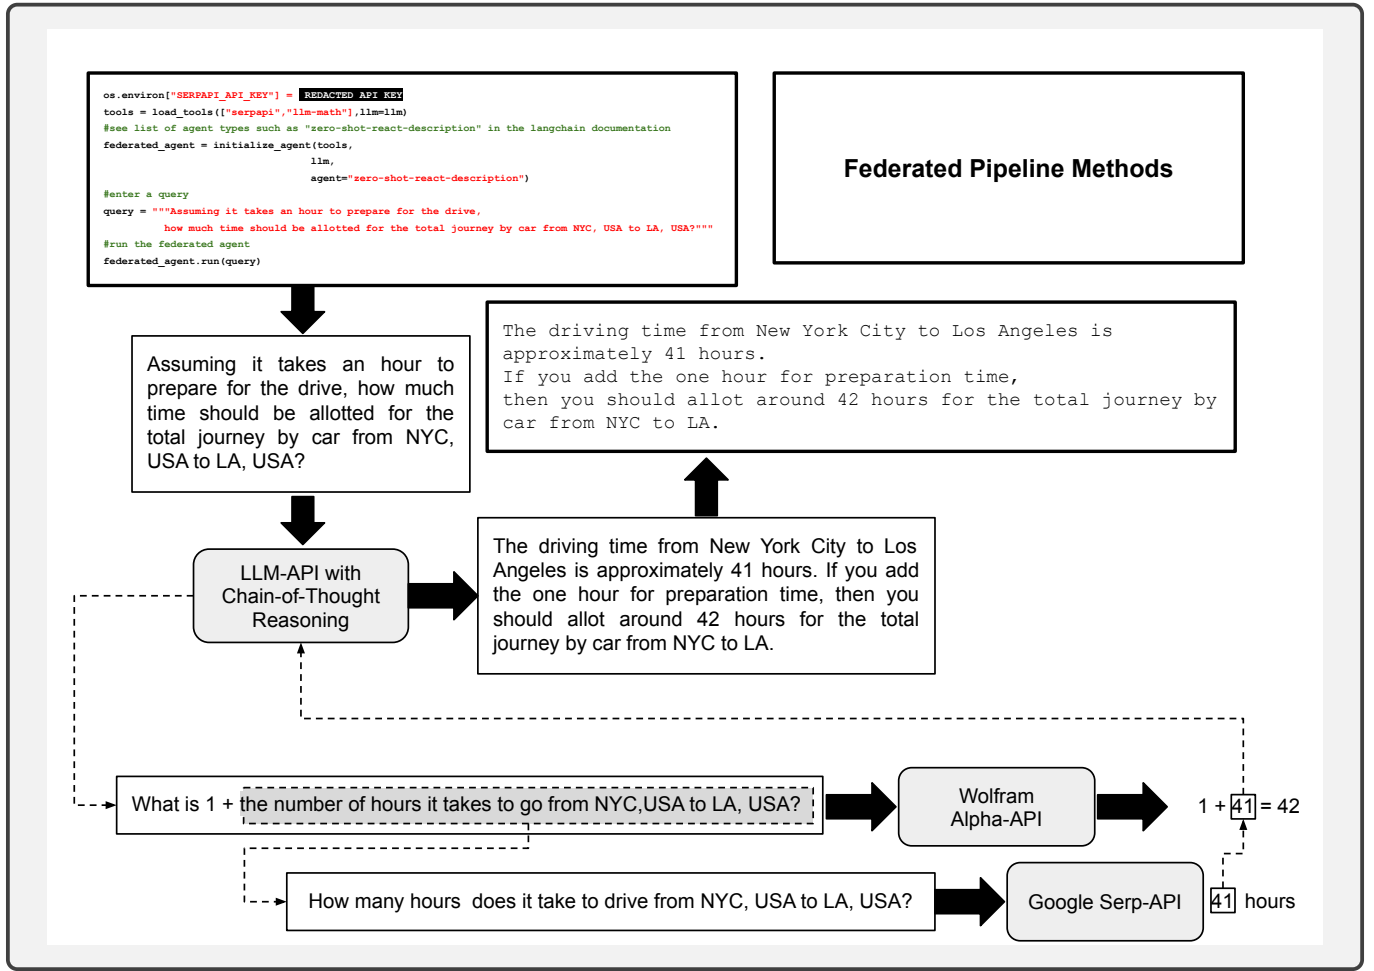 os.environ["SERPAPI_API_KEY"] = REDACTED API KEY
tools = load_tools(["serpapi","llm-math"],llm=llm)
#see list of agent types such as "zero-shot-react-description" in the langchain documentation
federated_agent = initialize_agent(tools,
llm,
agent="zero-shot-react-description")
#enter a query
query = """Assuming it takes an hour to prepare for the drive,
how much time should be allotted for the total journey by car from NYC, USA to LA, USA?"""
#run the federated agent
federated_agent.run(query)
Federated Pipeline Methods
Assuming it takes an hour to
prepare for the drive, how much
time should be allotted for the
total journey by car from NYC,
USA to LA, USA?
The driving time from New York City to Los Angeles is
approximately 41 hours.
If you add the one hour for preparation time,
then you should allot around 42 hours for the total journey by
car from NYC to LA.
LLM-API with
Chain-of-Thought
Reasoning
The driving time from New York City to Los
Angeles is approximately 41 hours. If you add
the one hour for preparation time, then you
should allot around 42 hours for the total
journey by car from NYC to LA.
What is 1 + the number of hours it takes to go from NYC,USA to LA, USA?
Wolfram
Alpha-API
1 + 41 = 42
How many hours does it take to drive from NYC, USA to LA, USA?
Google Serp-API
41 hours